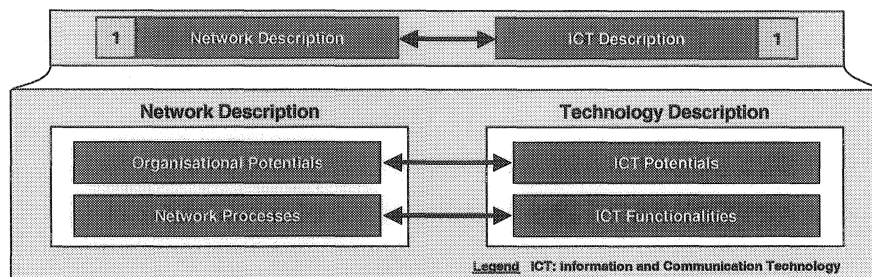 1 Network Description ICT Description 1
Network Description Technology Description
Organisational Potentials ICT Potentials
Network Processes ICT Functionalities
Legend ICT: Information and Communication Technology